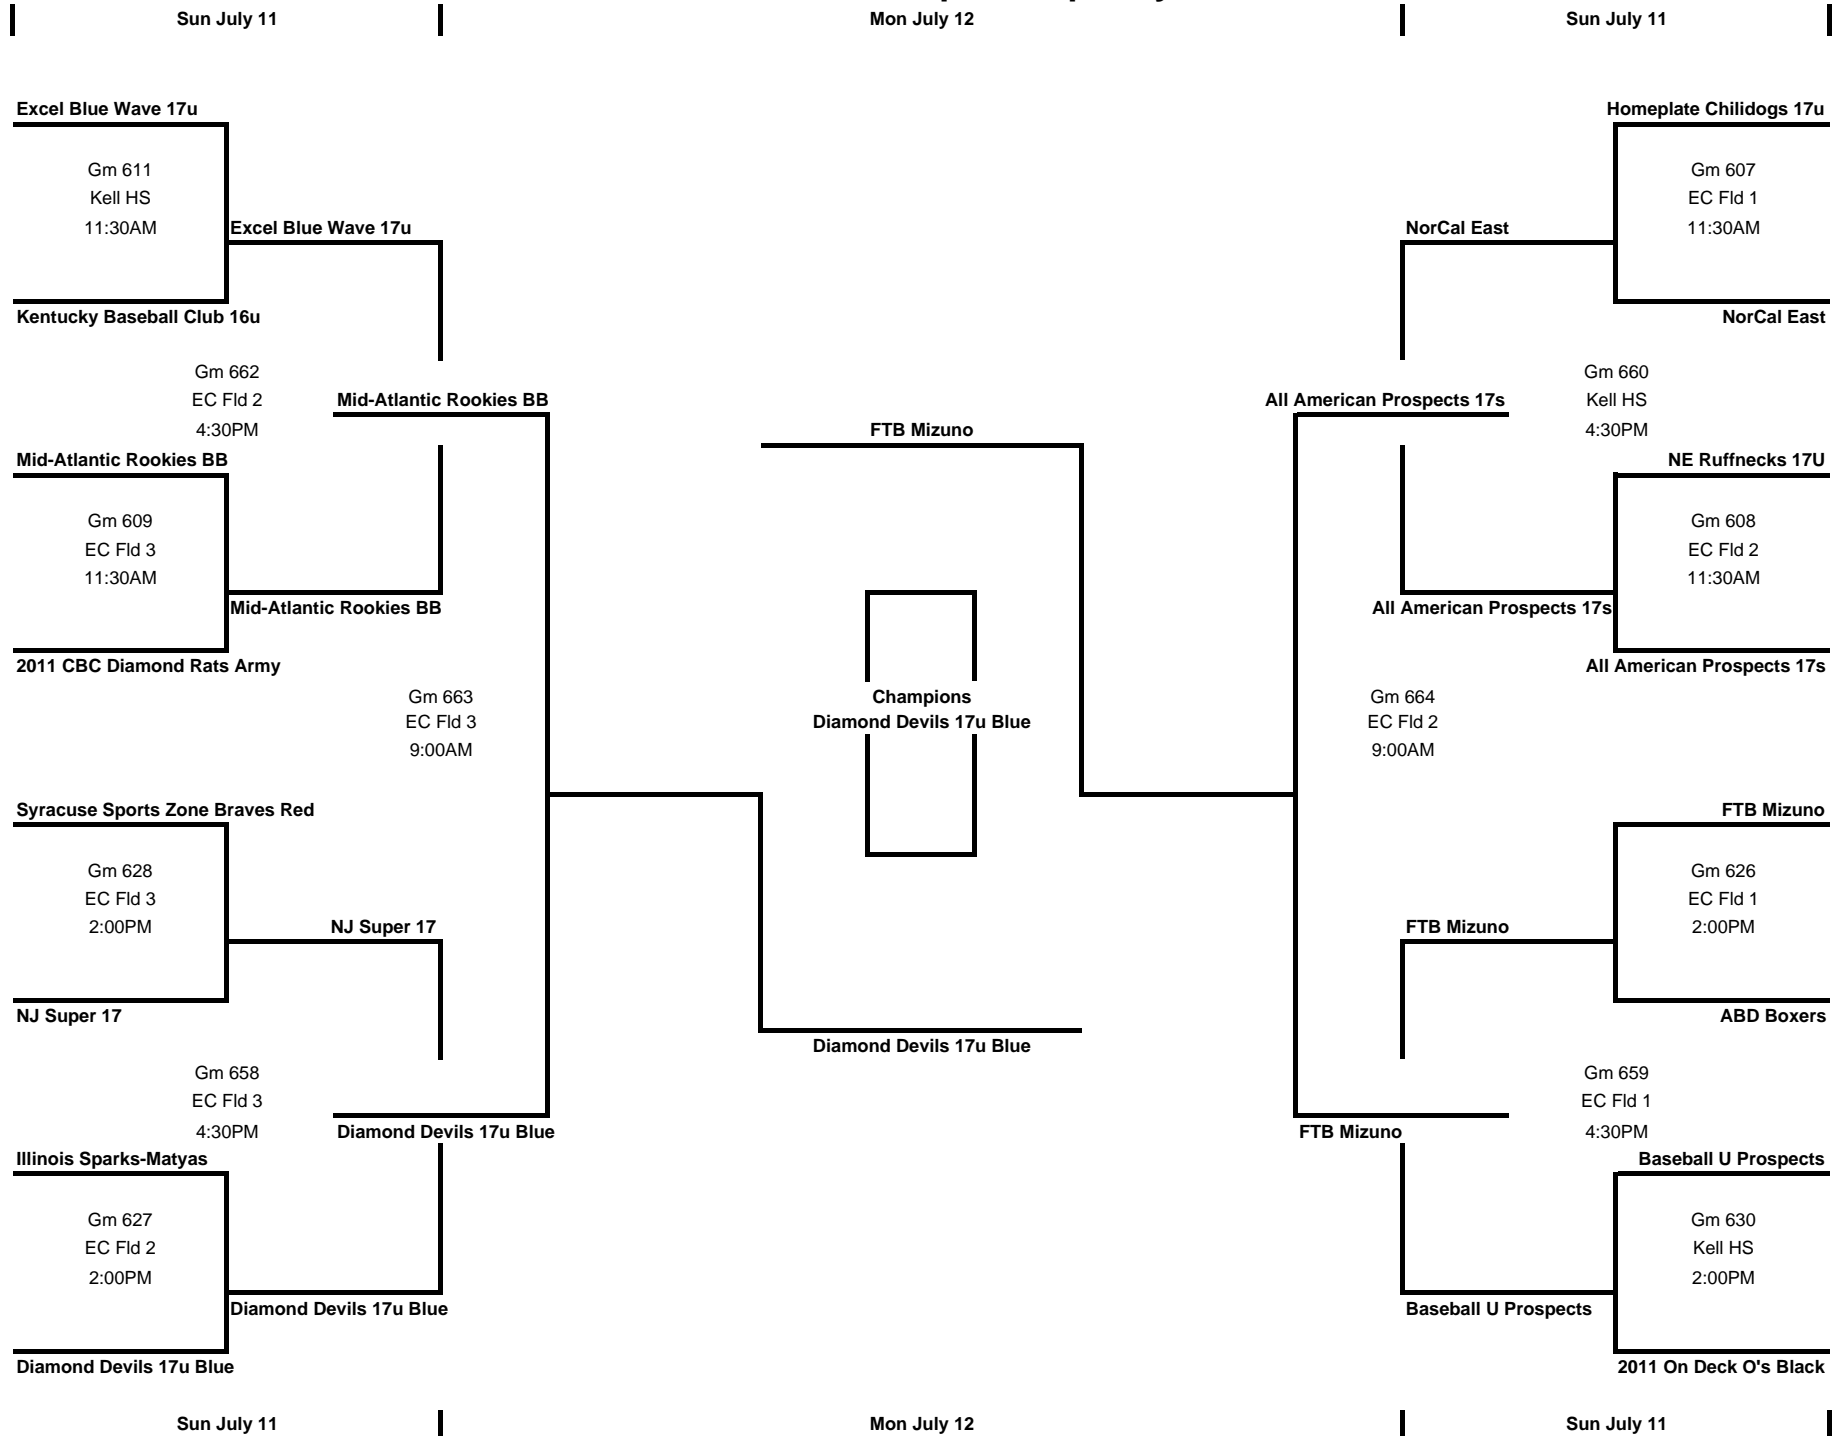 Sun July 11
Mon July 12
Sun July 11
Excel Blue Wave 17u
Homeplate Chilidogs 17u
Gm 611
Kell HS
11:30AM
Gm 607
EC Fld 1
11:30AM
Excel Blue Wave 17u
NorCal East
Kentucky Baseball Club 16u
NorCal East
Gm 662
EC Fld 2
4:30PM
Mid-Atlantic Rookies BB
FTB Mizuno
All American Prospects 17s
Gm 660
Kell HS
4:30PM
Mid-Atlantic Rookies BB
NE Ruffnecks 17U
Gm 609
EC Fld 3
11:30AM
Gm 608
EC Fld 2
11:30AM
Mid-Atlantic Rookies BB
All American Prospects 17s
2011 CBC Diamond Rats Army
All American Prospects 17s
Gm 663
EC Fld 3
9:00AM
Champions
Diamond Devils 17u Blue
Gm 664
EC Fld 2
9:00AM
Syracuse Sports Zone Braves Red
FTB Mizuno
Gm 628
EC Fld 3
2:00PM
Gm 626
EC Fld 1
2:00PM
NJ Super 17
FTB Mizuno
NJ Super 17
ABD Boxers
Diamond Devils 17u Blue
Gm 658
EC Fld 3
4:30PM
Gm 659
EC Fld 1
4:30PM
Diamond Devils 17u Blue
FTB Mizuno
Illinois Sparks-Matyas
Baseball U Prospects
Gm 627
EC Fld 2
2:00PM
Gm 630
Kell HS
2:00PM
Diamond Devils 17u Blue
Baseball U Prospects
Diamond Devils 17u Blue
2011 On Deck O's Black
Sun July 11
Mon July 12
Sun July 11